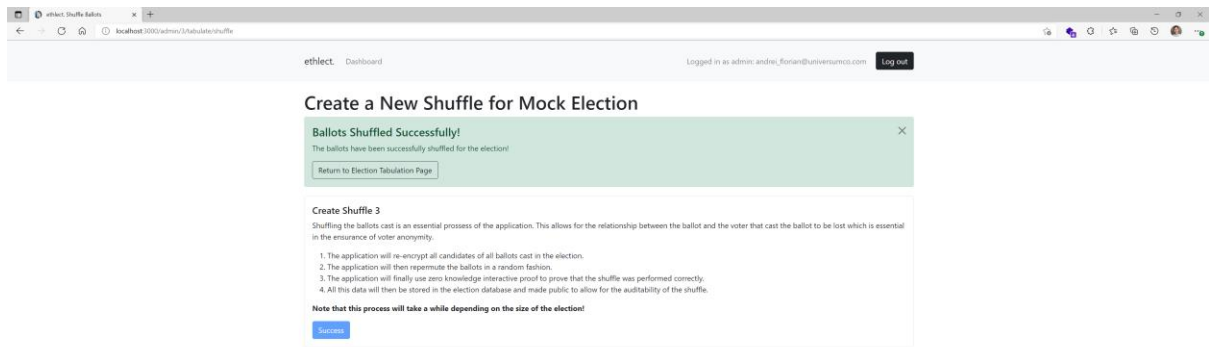 ethlect. Shuffle Ballots
localhost:3000/admin/3/tabulate/shuffle
ethlect. Dashboard Logged in as admin: andrei_florian@universumco.com Log out
Create a New Shuffle for Mock Election
Ballots Shuffled Successfully!
The ballots have been successfully shuffled for the election!
Return to Election Tabulation Page
Create Shuffle 3
Shuffling the ballots cast is an essential prossess of the application. This allows for the relationship between the ballot and the voter that cast the ballot to be lost which is essential
in the ensurance of voter anonymity.
1. The application will re-encrypt all candidates of all ballots cast in the election.
2. The application will then repermute the ballots in a random fashion.
3. The application will finally use zero knowledge interactive proof to prove that the shuffle was performed correctly.
4. All this data will then be stored in the election database and made public to allow for the auditability of the shuffle.
Note that this process will take a while depending on the size of the election!
Success